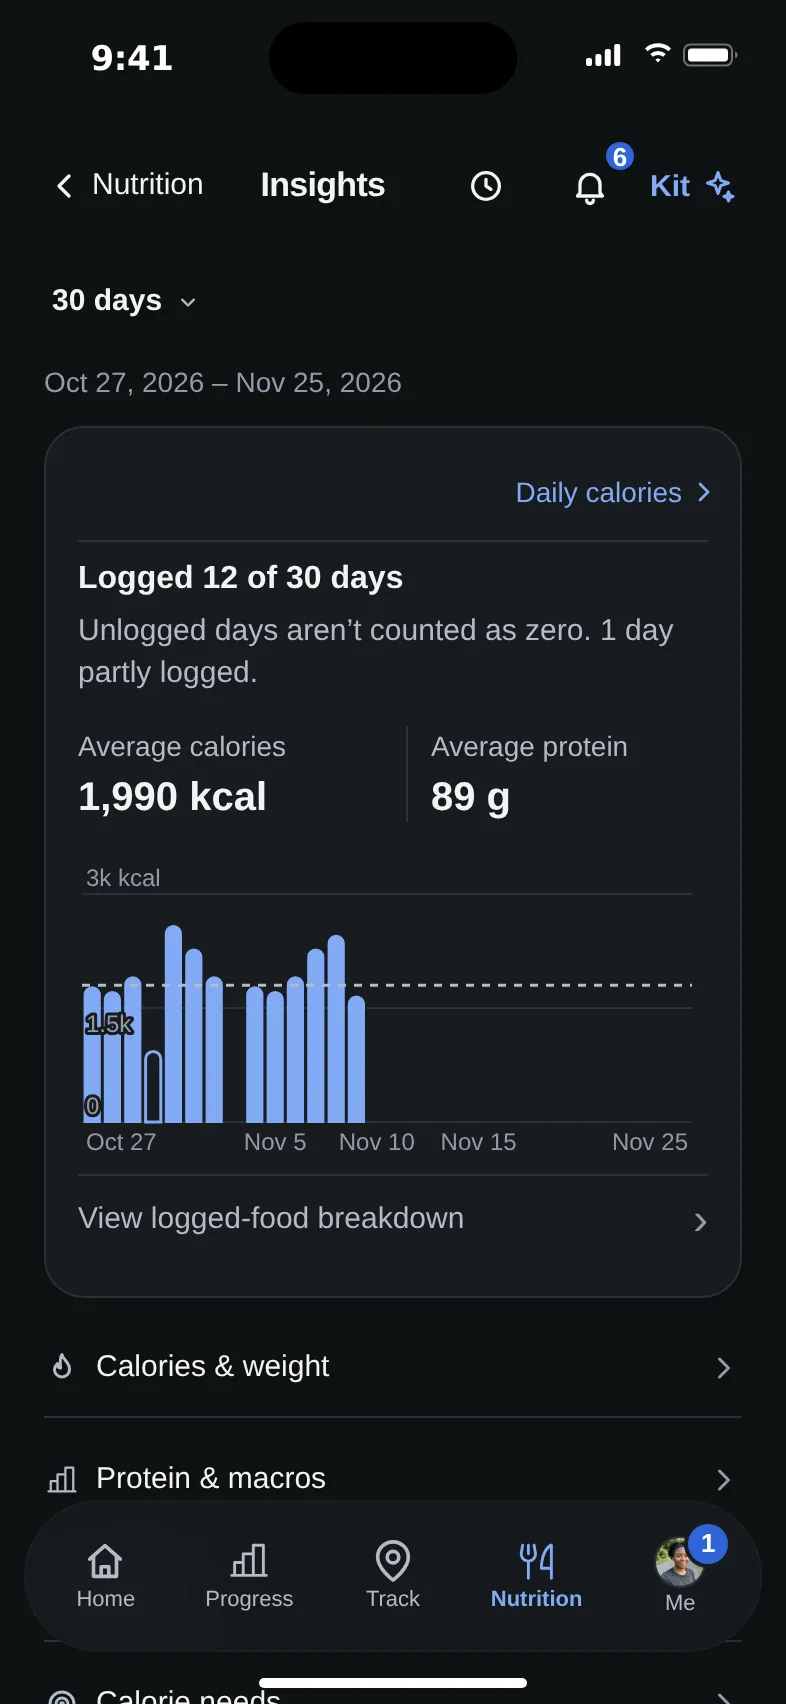 9:41
Nutrition Insights 6 Kit
30 days
Oct 27, 2026 – Nov 25, 2026
Daily calories
Logged 12 of 30 days
Unlogged days aren’t counted as zero. 1 day
partly logged.
Average calories Average protein
1,990 kcal 89 g
3k kcal
1.5k
0
Oct 27 Nov 5 Nov 10 Nov 15 Nov 25
View logged-food breakdown
Calories & weight
Protein & macros
1
Home Progress Track Nutrition Me
Calorie needs